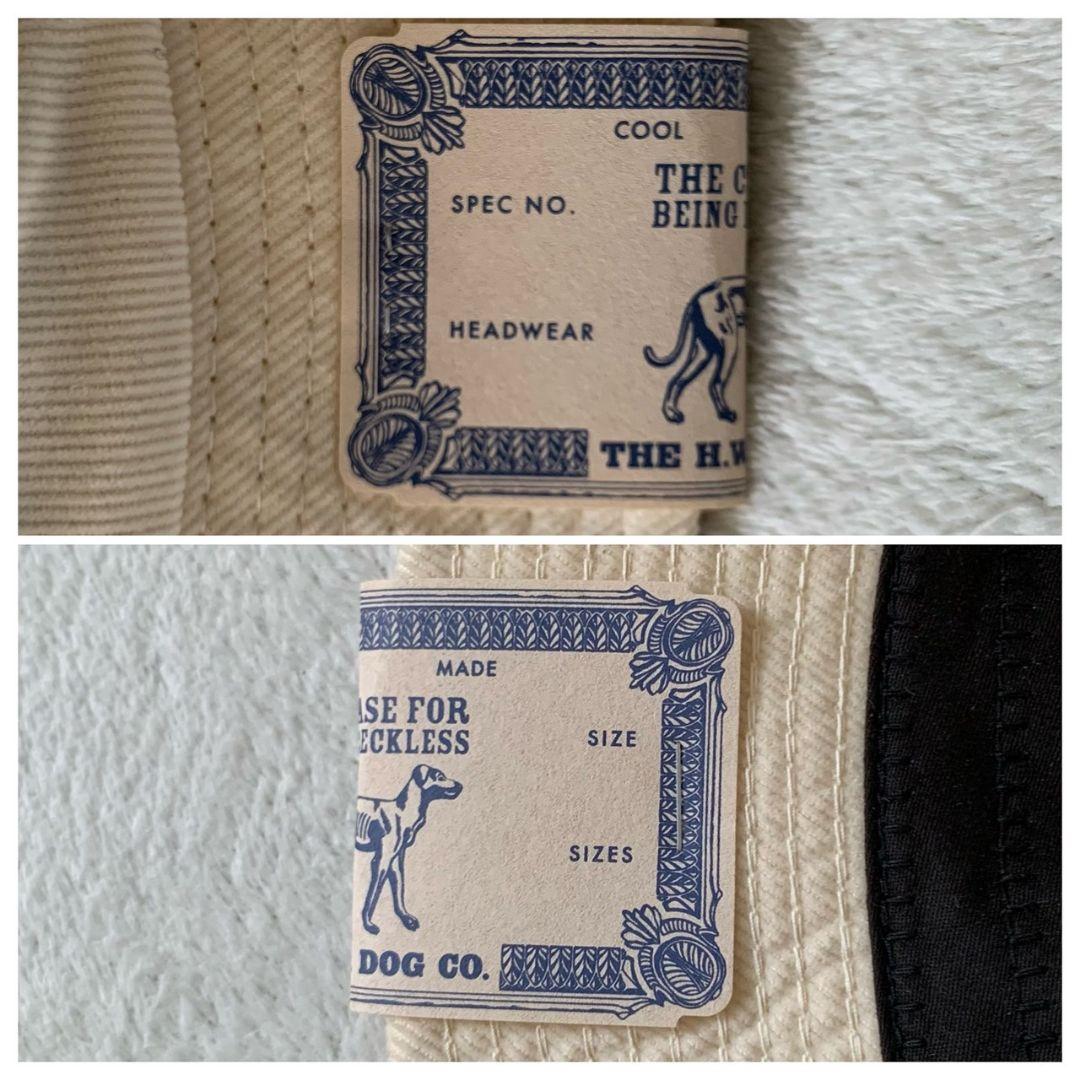 COOL
THE C
BEING
SPEC NO.
HEADWEAR
THE H.W
MADE
ASE FOR
ECKLESS
SIZE
SIZES
DOG CO.